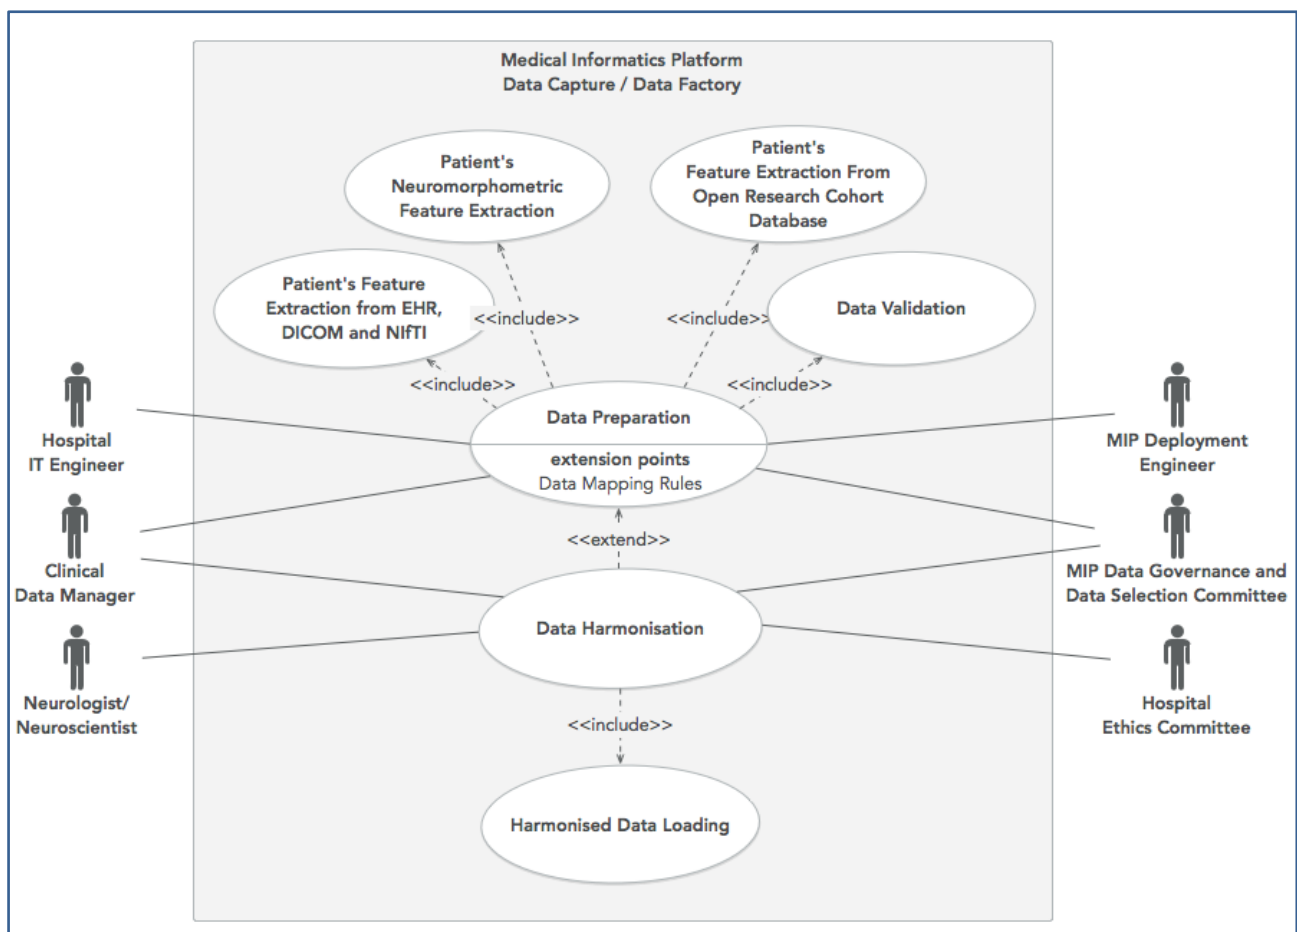 Medical Informatics Platform
Data Capture / Data Factory
Patient's
Neuromorphometric
Feature Extraction
Patient's
Feature Extraction From
Open Research Cohort
Database
Patient's Feature
Extraction from EHR,
DICOM and NIfTI
Data Validation
<<include>>
<<include>>
<<include>>
<<include>>
Data Preparation
extension points
Data Mapping Rules
Hospital
IT Engineer
MIP Deployment
Engineer
<<extend>>
Clinical
Data Manager
MIP Data Governance and
Data Selection Committee
Data Harmonisation
Neurologist/
Neuroscientist
Hospital
Ethics Committee
<<include>>
Harmonised Data Loading